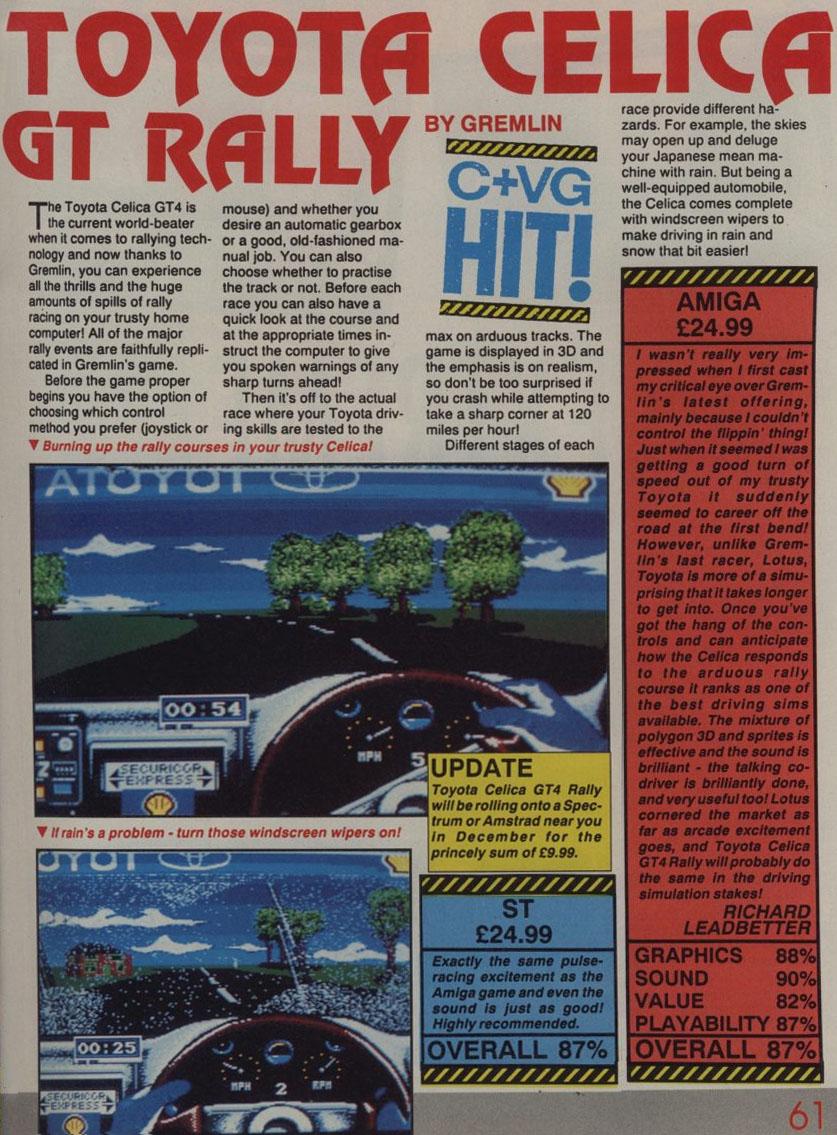 TOYOTA CELICA
GT RALLY
BY GREMLIN
C+VG
HIT!
The Toyota Celica GT4 is
the current world-beater
when it comes to rallying tech-
nology and now thanks to
Gremlin, you can experience
all the thrills and the huge
amounts of spills of rally
racing on your trusty home
computer! All of the major
rally events are faithfully repli-
cated in Gremlin's game.
Before the game proper
begins you have the option of
choosing which control
method you prefer (joystick or
mouse) and whether you
desire an automatic gearbox
or a good, old-fashioned ma-
nual job. You can also
choose whether to practise
the track or not. Before each
race you can also have a
quick look at the course and
at the appropriate times in-
struct the computer to give
you spoken warnings of any
sharp turns ahead!
Then it's off to the actual
race where your Toyota driv-
ing skills are tested to the
max on arduous tracks. The
game is displayed in 3D and
the emphasis is on realism,
so don't be too surprised if
you crash while attempting to
take a sharp corner at 120
miles per hour!
Different stages of each
race provide different ha-
zards. For example, the skies
may open up and deluge
your Japanese mean ma-
chine with rain. But being a
well-equipped automobile,
the Celica comes complete
with windscreen wipers to
make driving in rain and
snow that bit easier!
▼ Burning up the rally courses in your trusty Celica!
ATOYOT
00:54
MPH
5
SECURICOR
EXPRESS
▼ If rain's a problem - turn those windscreen wipers on!
OYOT
00:25
MPH
2
RPM
SECURICOR
EXPRESS
UPDATE
Toyota Celica GT4 Rally
will be rolling onto a Spec-
trum or Amstrad near you
in December for the
princely sum of £9.99.
ST
£24.99
Exactly the same pulse-
racing excitement as the
Amiga game and even the
sound is just as good!
Highly recommended.
OVERALL 87%
AMIGA
£24.99
I wasn't really very im-
pressed when I first cast
my critical eye over Grem-
lin's latest offering,
mainly because I couldn't
control the flippin' thing!
Just when it seemed I was
getting a good turn of
speed out of my trusty
Toyota it suddenly
seemed to career off the
road at the first bend!
However, unlike Grem-
lin's last racer, Lotus,
Toyota is more of a simu-
prising that it takes longer
to get into. Once you've
got the hang of the con-
trols and can anticipate
how the Celica responds
to the arduous rally
course it ranks as one of
the best driving sims
available. The mixture of
polygon 3D and sprites is
effective and the sound is
brilliant - the talking co-
driver is brilliantly done,
and very useful too! Lotus
cornered the market as
far as arcade excitement
goes, and Toyota Celica
GT4 Rally will probably do
the same in the driving
simulation stakes!
RICHARD
LEADBETTER
GRAPHICS 88%
SOUND 90%
VALUE 82%
PLAYABILITY 87%
OVERALL 87%
61